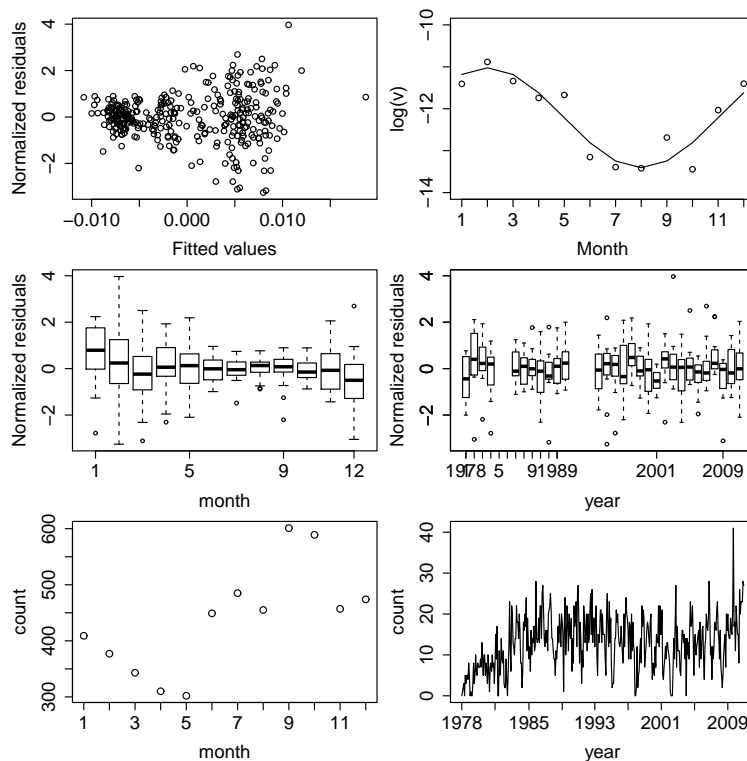 Normalized residuals
4
2
0
−2
−0.010 0.000 0.010
Fitted values
log(v)
−10
−12
−14
1 3 5 7 9 11
Month
Normalized residuals
4
2
0
−2
1 5 9 12
month
Normalized residuals
4
2
0
−2
2001 2009
year
count
600
500
400
300
1 3 5 7 9 11
month
count
40
30
20
10
0
1978 1985 1993 2001 2009
year